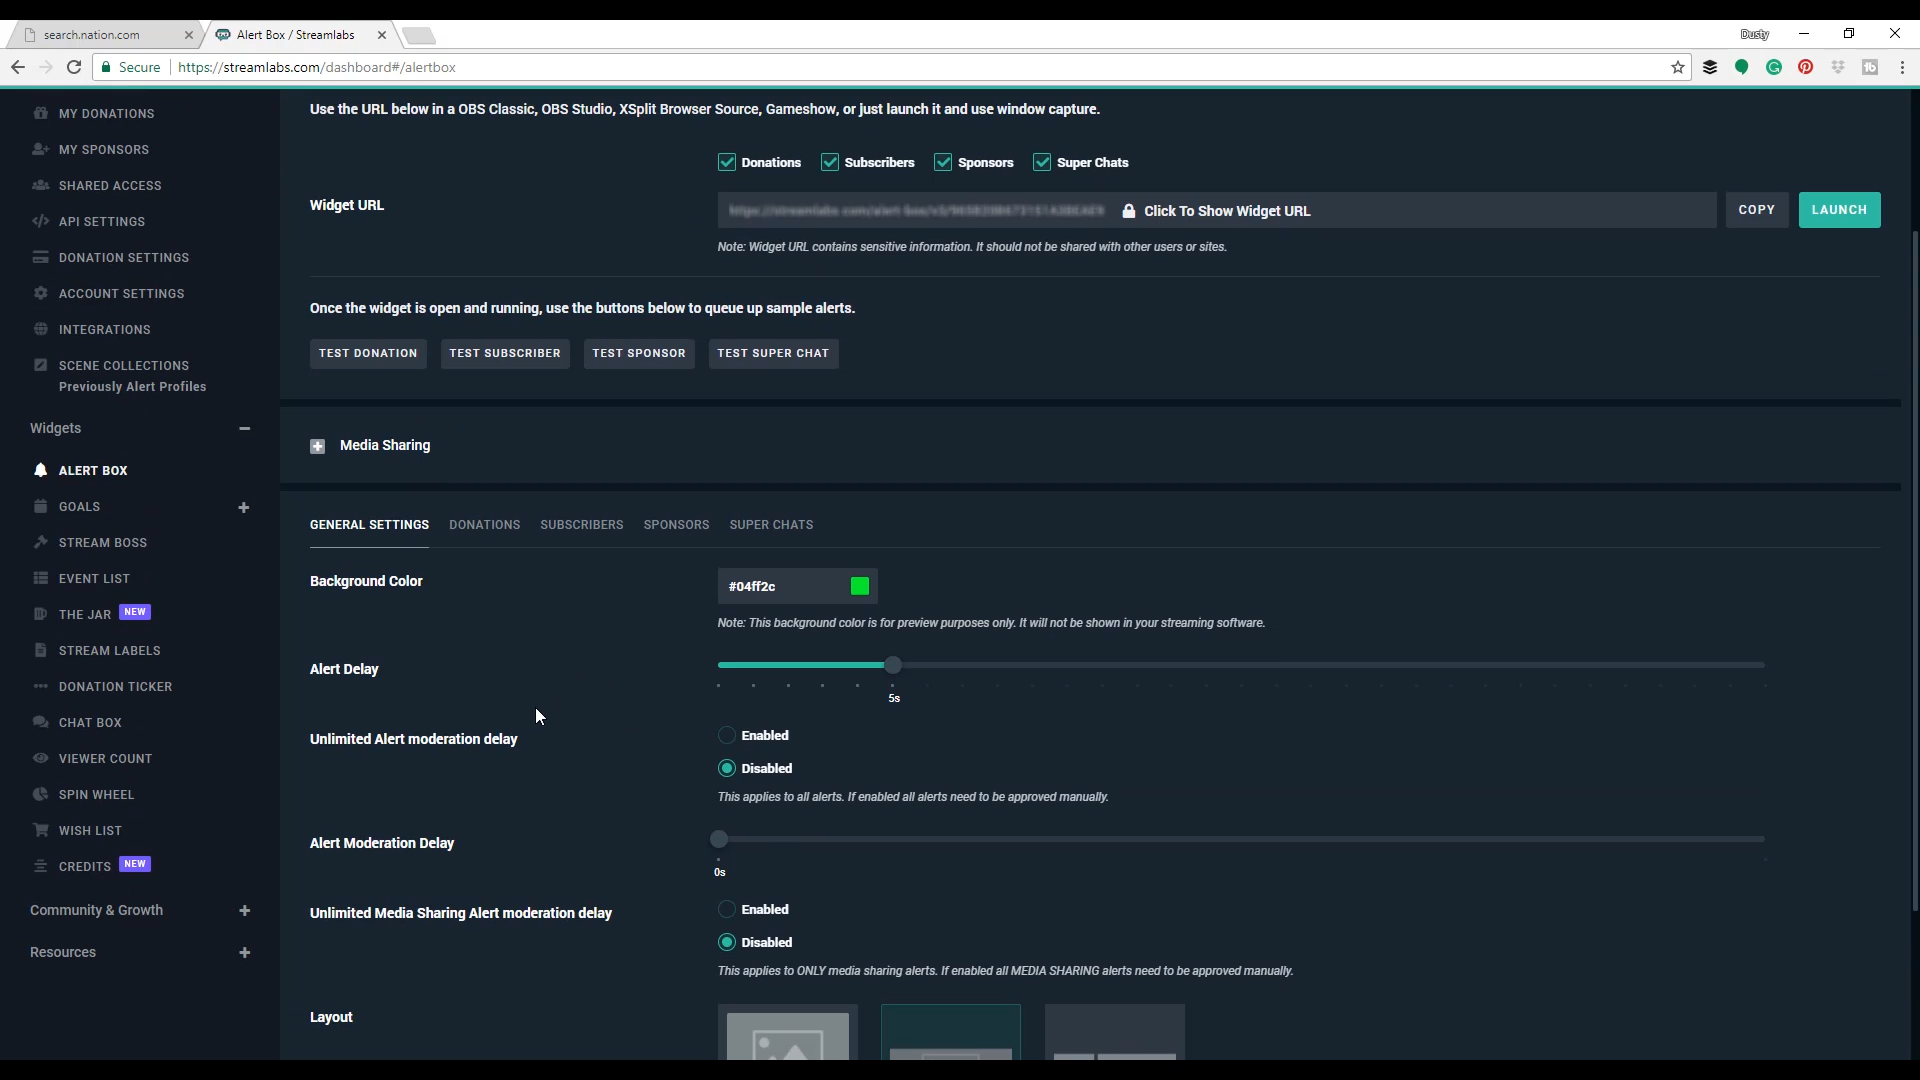 search.nation.com
Alert Box / Streamlabs
Dusty
Secure
https://streamlabs.com/dashboard#/alertbox
MY DONATIONS
MY SPONSORS
SHARED ACCESS
API SETTINGS
DONATION SETTINGS
ACCOUNT SETTINGS
INTEGRATIONS
SCENE COLLECTIONS
Previously Alert Profiles
Widgets
ALERT BOX
GOALS
STREAM BOSS
EVENT LIST
THE JAR NEW
STREAM LABELS
DONATION TICKER
CHAT BOX
VIEWER COUNT
SPIN WHEEL
WISH LIST
CREDITS NEW
Community & Growth
Resources
Use the URL below in a OBS Classic, OBS Studio, XSplit Browser Source, Gameshow, or just launch it and use window capture.
Donations Subscribers Sponsors Super Chats
Widget URL
Click To Show Widget URL
COPY
LAUNCH
Note: Widget URL contains sensitive information. It should not be shared with other users or sites.
Once the widget is open and running, use the buttons below to queue up sample alerts.
TEST DONATION TEST SUBSCRIBER TEST SPONSOR TEST SUPER CHAT
Media Sharing
GENERAL SETTINGS DONATIONS SUBSCRIBERS SPONSORS SUPER CHATS
Background Color
#04ff2c
Note: This background color is for preview purposes only. It will not be shown in your streaming software.
Alert Delay
5s
Unlimited Alert moderation delay
Enabled
Disabled
This applies to all alerts. If enabled all alerts need to be approved manually.
Alert Moderation Delay
0s
Unlimited Media Sharing Alert moderation delay
Enabled
Disabled
This applies to ONLY media sharing alerts. If enabled all MEDIA SHARING alerts need to be approved manually.
Layout